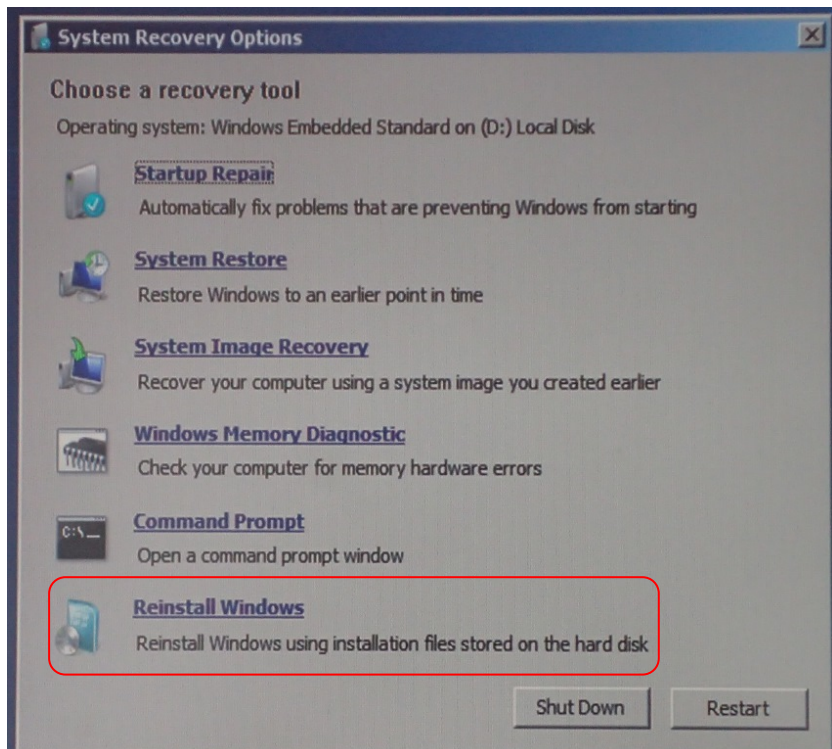 System Recovery Options
Choose a recovery tool
Operating system: Windows Embedded Standard on (D:) Local Disk
Startup Repair
Automatically fix problems that are preventing Windows from starting
System Restore
Restore Windows to an earlier point in time
System Image Recovery
Recover your computer using a system image you created earlier
Windows Memory Diagnostic
Check your computer for memory hardware errors
C:\_
Command Prompt
Open a command prompt window
Reinstall Windows
Reinstall Windows using installation files stored on the hard disk
Shut Down
Restart